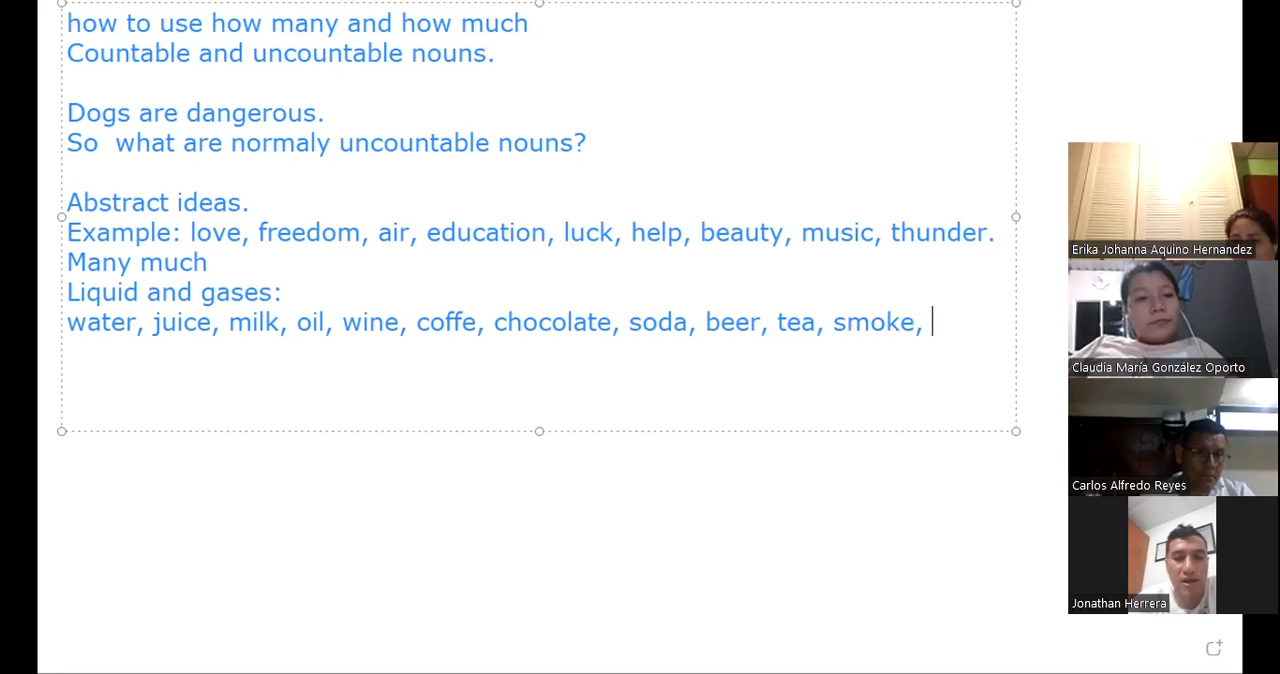 how to use how many and how much
Countable and uncountable nouns.
Dogs are dangerous.
So  what are normaly uncountable nouns?
Abstract ideas.
Example: love, freedom, air, education, luck, help, beauty, music, thunder.
Many much
Liquid and gases:
water, juice, milk, oil, wine, coffe, chocolate, soda, beer, tea, smoke,
Erika Johanna Aquino Hernandez
Claudia María González Oporto
Carlos Alfredo Reyes
Jonathan Herrera